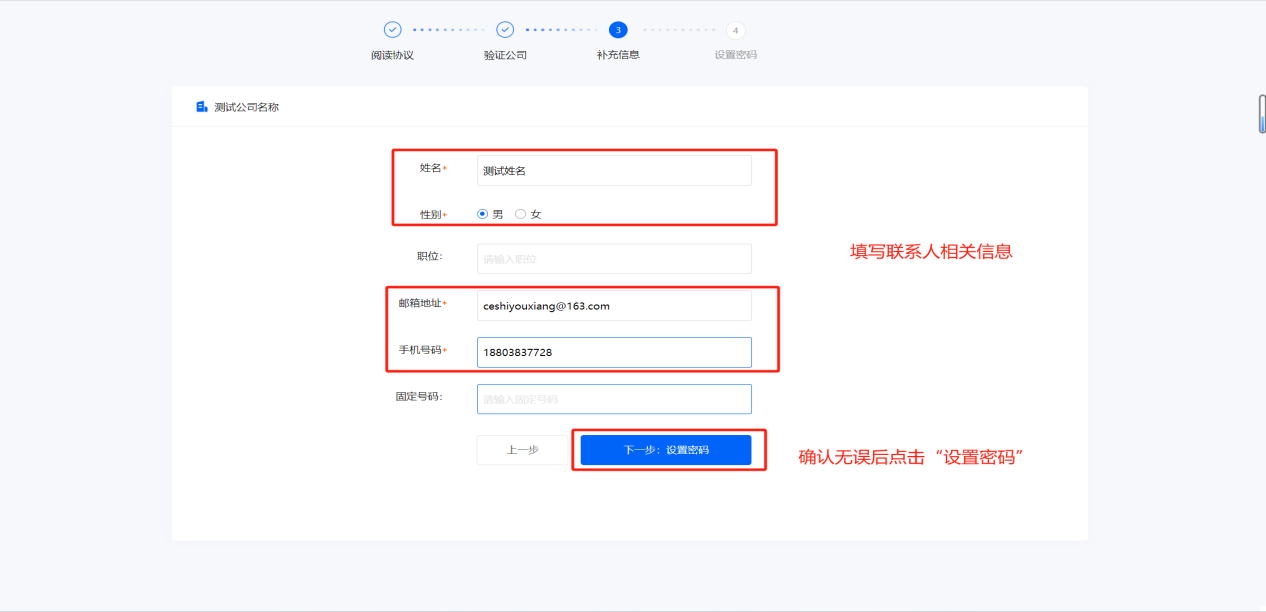 3
4
阅读协议
验证公司
补充信息
设置密码
测试公司名称
姓名*
测试姓名
性别*
男
女
职位:
请输入职位
填写联系人相关信息
邮箱地址*
ceshiyouxiang@163.com
手机号码*
18803837728
固定号码:
请输入固定号码
上一步
下一步：设置密码
确认无误后点击“设置密码”